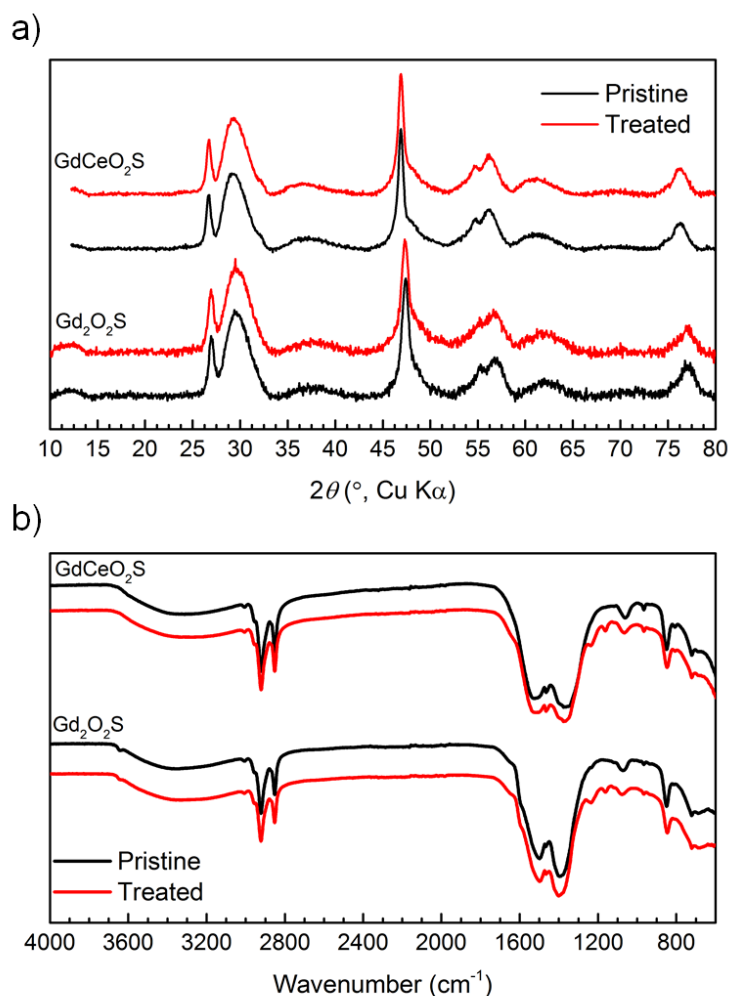 a)
Pristine
Treated
GdCeO₂S
Gd₂O₂S
10 15 20 25 30 35 40 45 50 55 60 65 70 75 80
2θ (°, Cu Kα)
b)
GdCeO₂S
Gd₂O₂S
Pristine
Treated
4000 3600 3200 2800 2400 2000 1600 1200 800
Wavenumber (cm⁻¹)